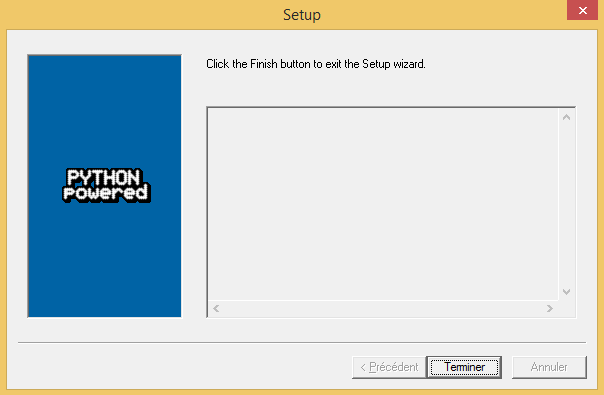 Setup
Click the Finish button to exit the Setup wizard.
PYTHON
powered
< Précédent
Terminer
Annuler